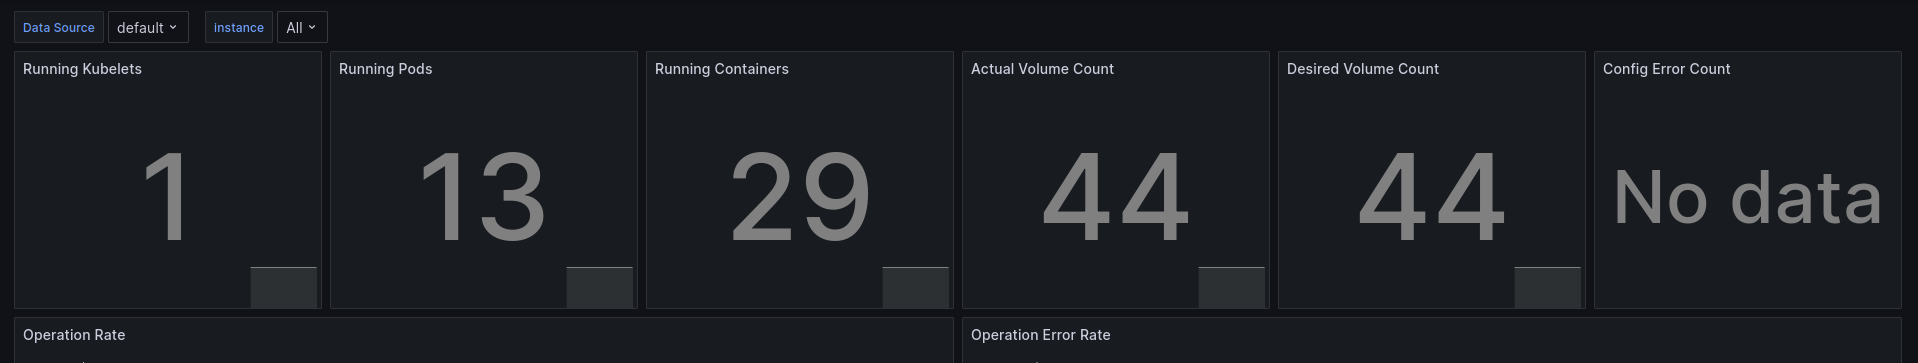 Data Source default instance All
Running Kubelets Running Pods Running Containers Actual Volume Count Desired Volume Count Config Error Count
1 13 29 44 44 No data
Operation Rate Operation Error Rate